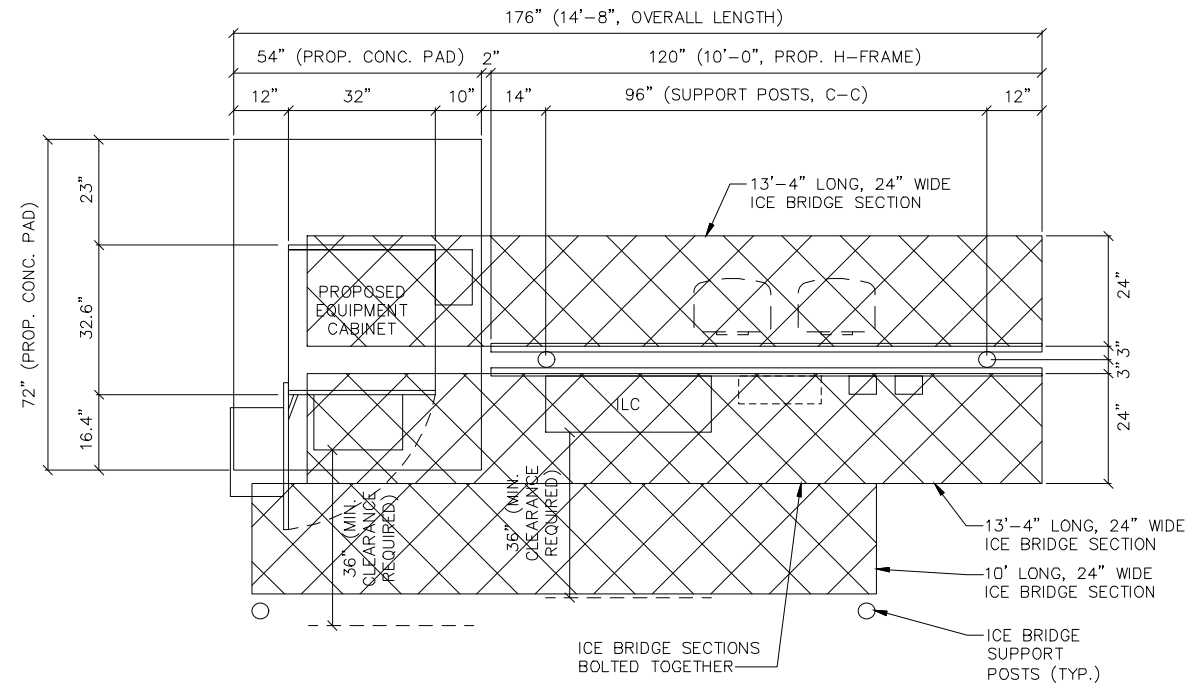 176” (14’-8”, OVERALL LENGTH)
54” (PROP. CONC. PAD)
2”
120” (10’-0”, PROP. H-FRAME)
12”
32”
10”
14”
96” (SUPPORT POSTS, C-C)
12”
72” (PROP. CONC. PAD)
23”
32.6”
16.4”
13’-4” LONG, 24” WIDE
ICE BRIDGE SECTION
PROPOSED
EQUIPMENT
CABINET
24”
3”
3”
24”
ILC
36” (MIN.
CLEARANCE
REQUIRED)
36” (MIN.
CLEARANCE
REQUIRED)
13’-4” LONG, 24” WIDE
ICE BRIDGE SECTION
10’ LONG, 24” WIDE
ICE BRIDGE SECTION
ICE BRIDGE SECTIONS
BOLTED TOGETHER
ICE BRIDGE
SUPPORT
POSTS (TYP.)